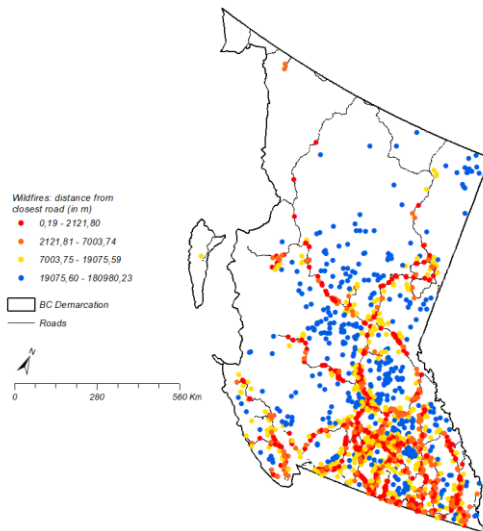 Wildfires: distance from
closest road (in m)
0,19 - 2121,80
2121,81 - 7003,74
7003,75 - 19075,59
19075,60 - 180980,23
BC Demarcation
Roads
N
0 280 560 Km